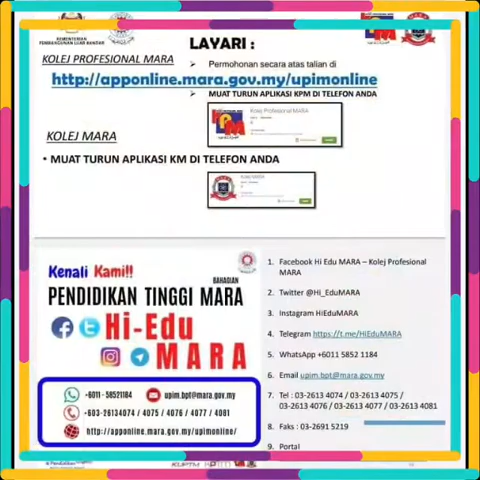 KEMENTERIAN
PEMBANGUNAN LUAR BANDAR
LAYARI :
KOLEJ PROFESIONAL MARA
➤ Permohonan secara atas talian di
http://apponline.mara.gov.my/upimonline
➤ MUAT TURUN APLIKASI KPM DI TELEFON ANDA
Kolej Profesional MARA
KPM
KOLEJ MARA
• MUAT TURUN APLIKASI KM DI TELEFON ANDA
Kenali Kami!!
BAHAGIAN
PENDIDIKAN TINGGI MARA
Hi-Edu
MARA
+6011 - 58521184
upim.bpt@mara.gov.my
+603-26134074 / 4075 / 4076 / 4077 / 4081
http://apponline.mara.gov.my/upimonline/
1. Facebook Hi Edu MARA – Kolej Profesional
MARA
2. Twitter @Hi_EduMARA
3. Instagram HiEduMARA
4. Telegram https://t.me/HiEduMARA
5. WhatsApp +6011 5852 1184
6. Email upim.bpt@mara.gov.my
7. Tel : 03-2613 4074 / 03-2613 4075 /
03-2613 4076 / 03-2613 4077 / 03-2613 4081
8. Faks : 03-2691 5219
9. Portal
KUPTM